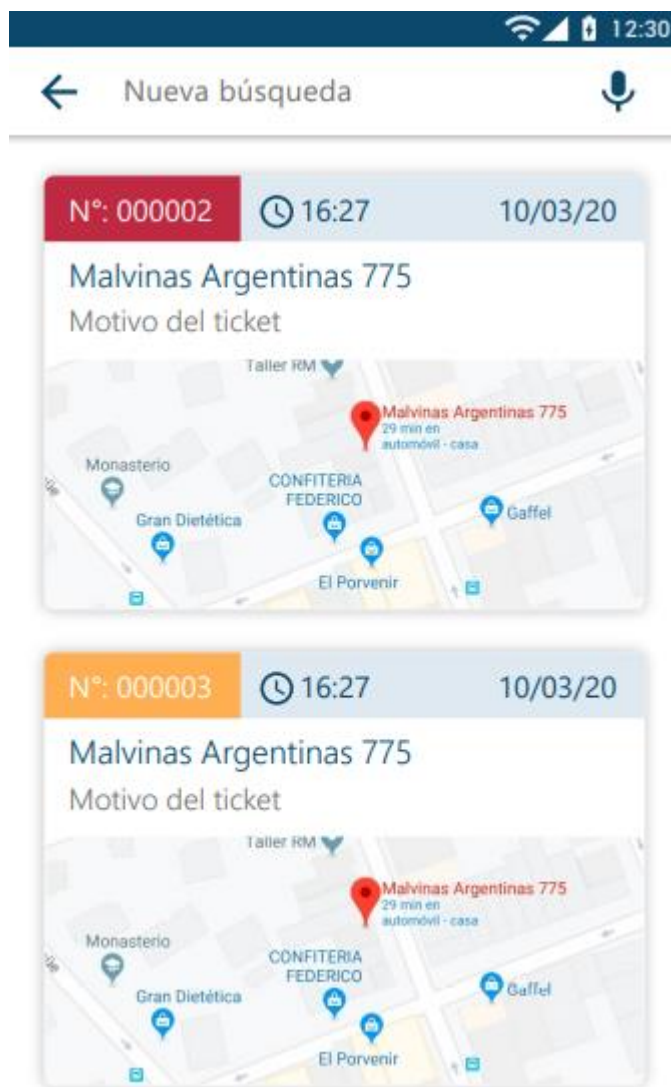 12:30
Nueva búsqueda
N°: 000002 16:27 10/03/20
Malvinas Argentinas 775
Motivo del ticket
Taller RM
Malvinas Argentinas 775
29 min en
automóvil - casa
Monasterio
CONFITERIA
FEDERICO
Gran Dietética
Gaffel
El Porvenir
N°: 000003 16:27 10/03/20
Malvinas Argentinas 775
Motivo del ticket
Taller RM
Malvinas Argentinas 775
29 min en
automóvil - casa
Monasterio
CONFITERIA
FEDERICO
Gran Dietética
Gaffel
El Porvenir